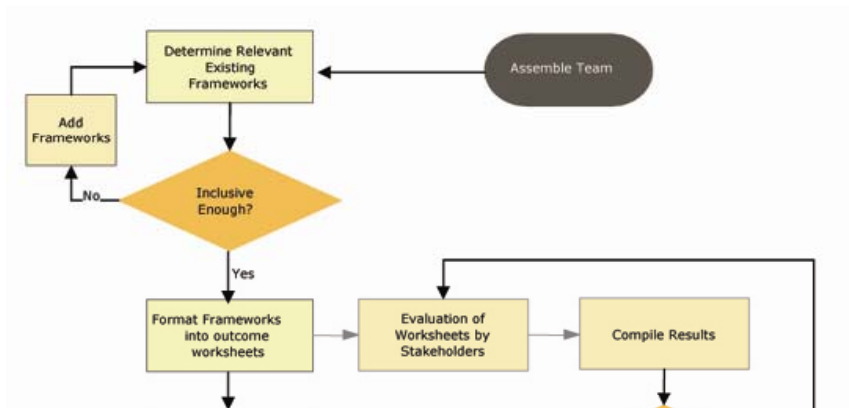 Determine Relevant
Existing
Frameworks
Assemble Team
Add
Frameworks
Inclusive
Enough?
No
Yes
Format Frameworks
into outcome
worksheets
Evaluation of
Worksheets by
Stakeholders
Compile Results